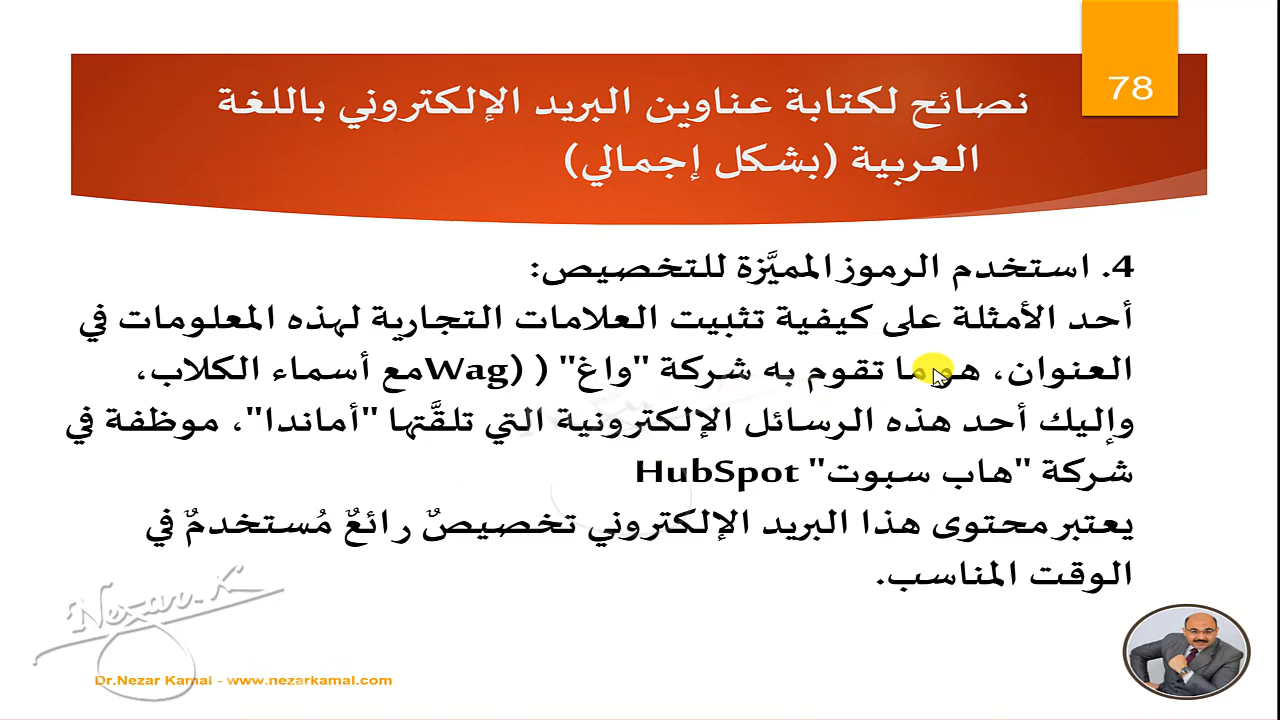 78
نصائح لكتابة عناوين البريد الإلكتروني باللغة
العربية (بشكل إجمالي)
4. استخدم الرموز المميَّزة للتخصيص:
أحد الأمثلة على كيفية تثبيت العلامات التجارية لهذه المعلومات في
العنوان، هو ما تقوم به شركة "واغ" ( (Wagمع أسماء الكلاب،
وإليك أحد هذه الرسائل الإلكترونية التي تلقَّتها "أماندا"، موظفة في
شركة "هاب سبوت" HubSpot
يعتبر محتوى هذا البريد الإلكتروني تخصيصٌ رائعٌ مُستخدمٌ في
الوقت المناسب.
Nezar.K
Dr.Nezar Kamal - www.nezarkamal.com